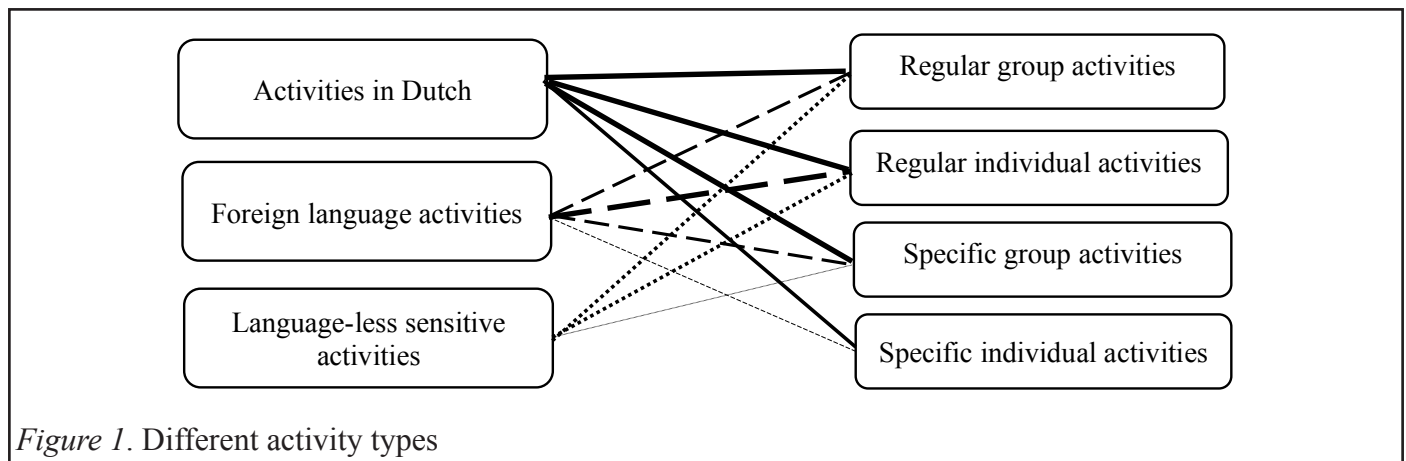 Activities in Dutch
Foreign language activities
Language-less sensitive
activities
Regular group activities
Regular individual activities
Specific group activities
Specific individual activities
Figure 1. Different activity types